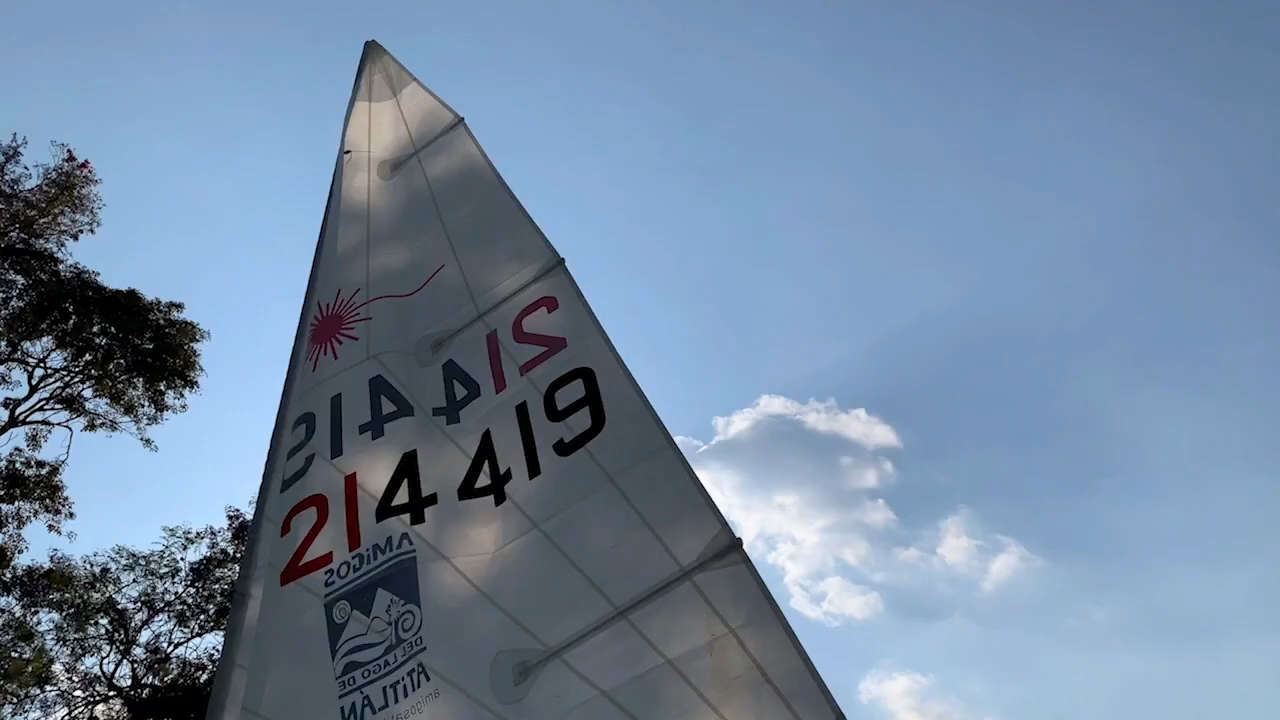 214419
214419
AMiGOS
DEL LAGO DE
ATiTLÁN